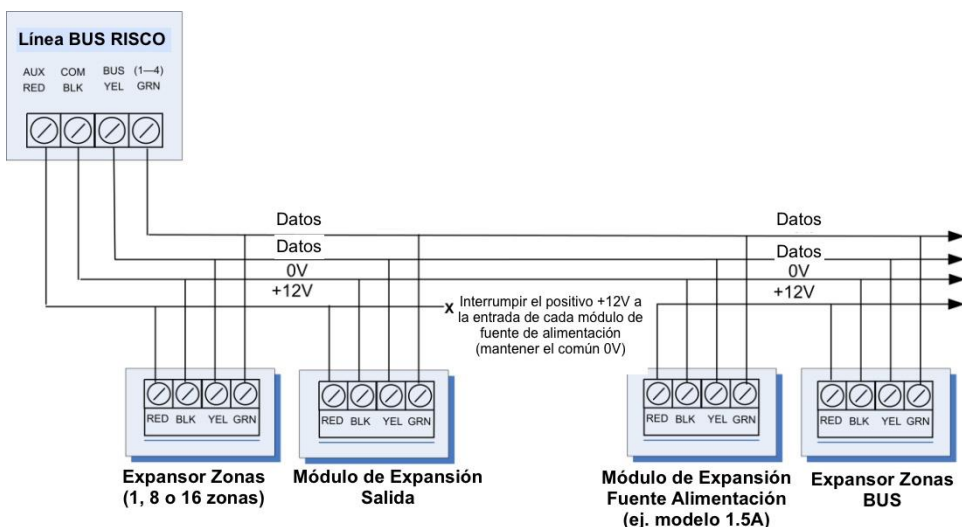 Línea BUS RISCO
AUX COM BUS (1—4)
RED BLK YEL GRN
Datos Datos
Datos Datos
0V 0V
+12V +12V
x Interrumpir el positivo +12V a
la entrada de cada módulo de
fuente de alimentación
(mantener el común 0V)
RED BLK YEL GRN RED BLK YEL GRN RED BLK YEL GRN RED BLK YEL GRN
Expansor Zonas
(1, 8 o 16 zonas)
Módulo de Expansión
Salida
Módulo de Expansión
Fuente Alimentación
(ej. modelo 1.5A)
Expansor Zonas
BUS